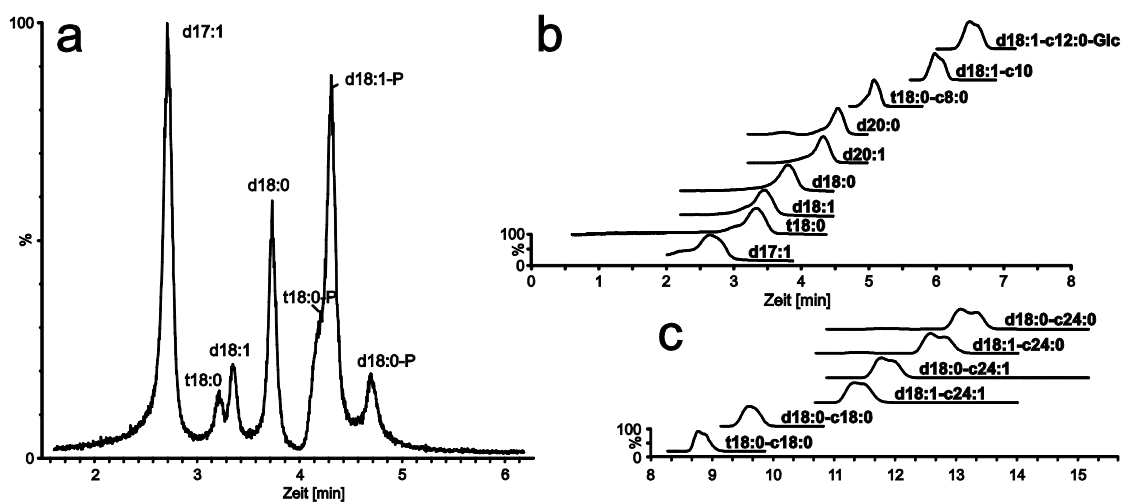 a
100
%
0
d17:1
t18:0
d18:1
d18:0
t18:0-P
d18:1-P
d18:0-P
2 3 4 5 6
Zeit [min]
b
d18:1-c12:0-Glc
d18:1-c10
t18:0-c8:0
d20:0
d20:1
d18:0
d18:1
t18:0
d17:1
100
%
0
0 1 2 3 4 5 6 7 8
Zeit [min]
c
d18:0-c24:0
d18:1-c24:0
d18:0-c24:1
d18:1-c24:1
d18:0-c18:0
t18:0-c18:0
100
%
0
8 9 10 11 12 13 14 15